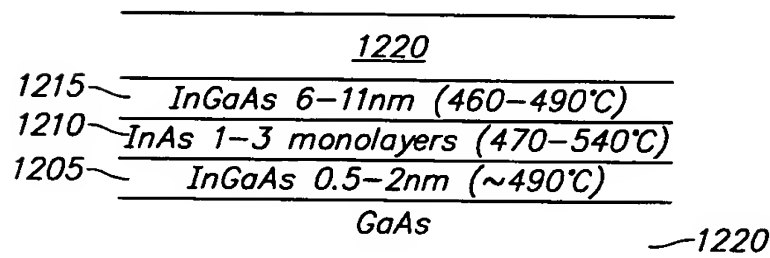 1220
1215 InGaAs 6-11nm (460-490°C)
1210 InAs 1-3 monolayers (470-540°C)
1205 InGaAs 0.5-2nm (~490°C)
GaAs
1220